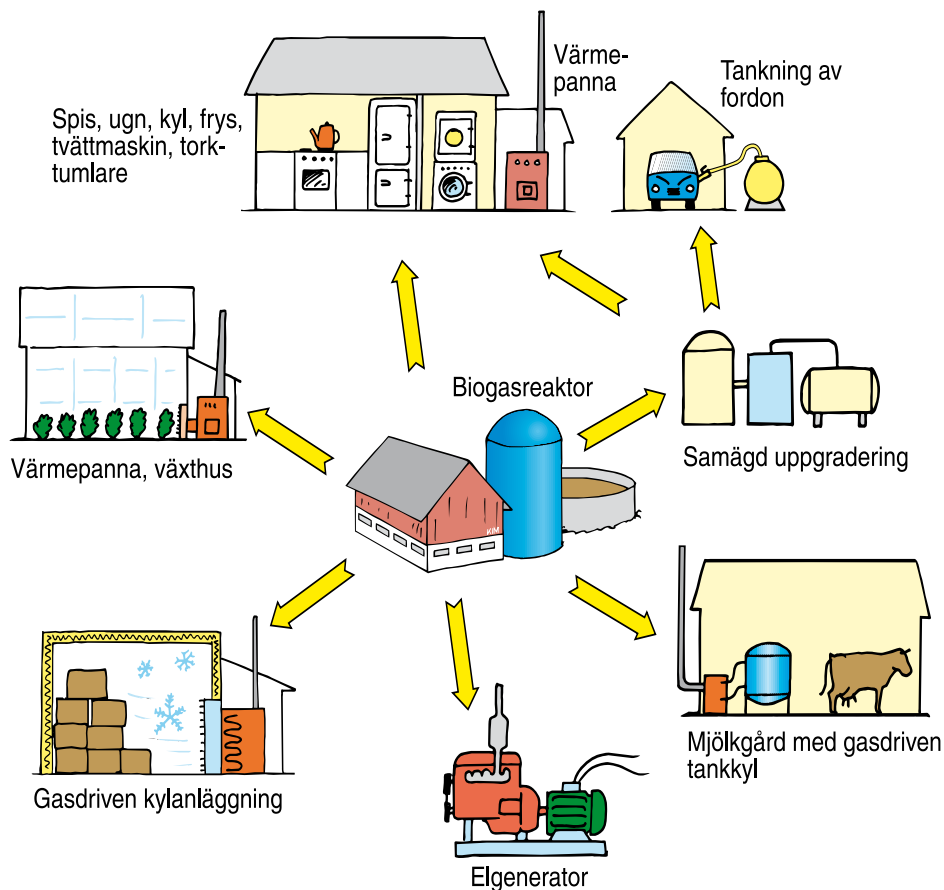 Värme-
panna
Tankning av
fordon
Spis, ugn, kyl, frys,
tvättmaskin, tork-
tumlare
Biogasreaktor
Samägd uppgradering
Värmepanna, växthus
KIM
Mjölkgård med gasdriven
tankkyl
Gasdriven kylanläggning
Elgenerator